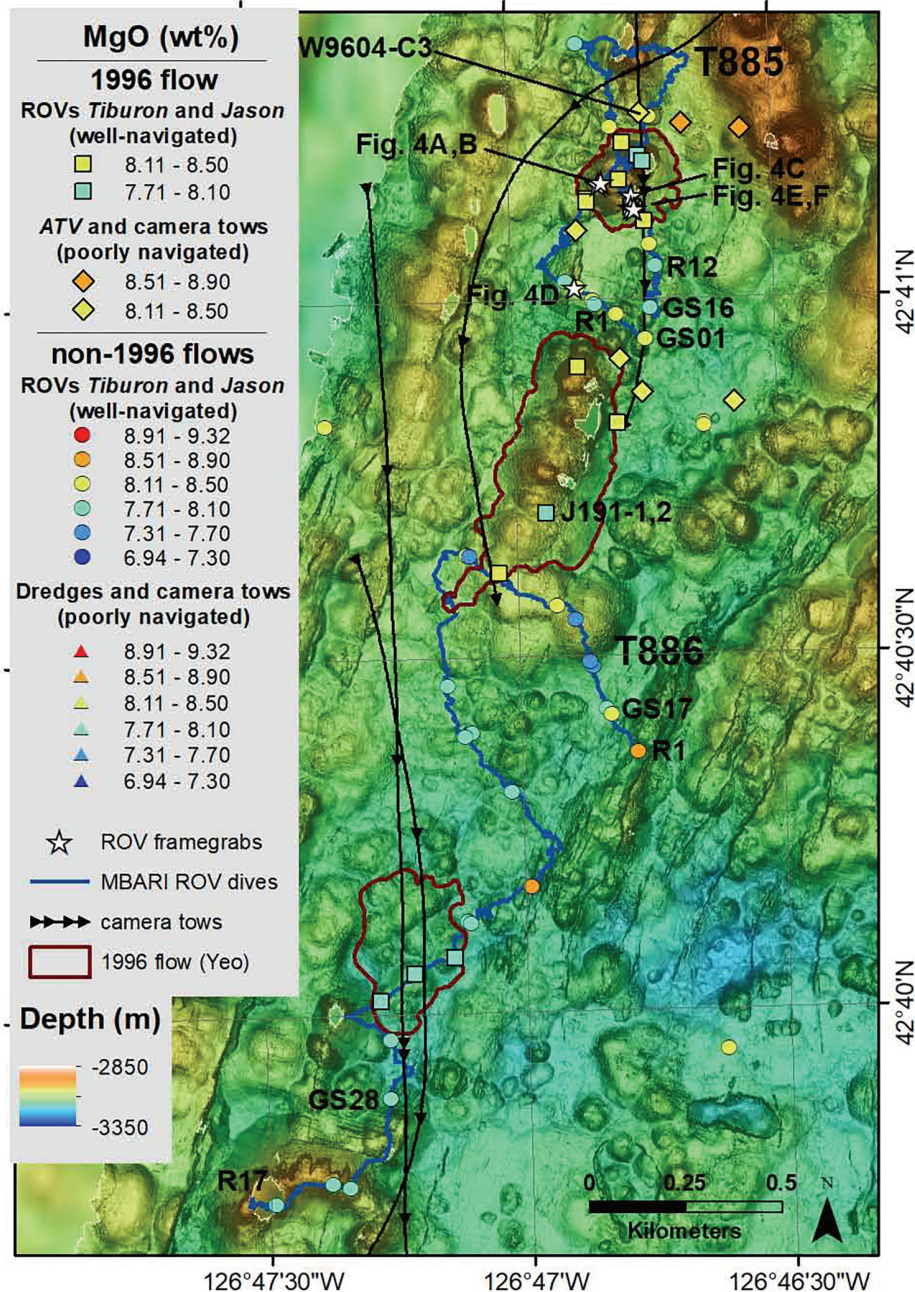 MgO (wt%)
1996 flow
ROVs Tiburon and Jason
(well-navigated)
8.11 - 8.50
7.71 - 8.10
ATV and camera tows
(poorly navigated)
8.51 - 8.90
8.11 - 8.50
non-1996 flows
ROVs Tiburon and Jason
(well-navigated)
8.91 - 9.32
8.51 - 8.90
8.11 - 8.50
7.71 - 8.10
7.31 - 7.70
6.94 - 7.30
Dredges and camera tows
(poorly navigated)
8.91 - 9.32
8.51 - 8.90
8.11 - 8.50
7.71 - 8.10
7.31 - 7.70
6.94 - 7.30
ROV framegrabs
MBARI ROV dives
camera tows
1996 flow (Yeo)
Depth (m)
-2850
-3350
W9604-C3
T885
Fig. 4A,B
Fig. 4C
Fig. 4E,F
R12
Fig. 4D
GS16
R1
GS01
J191-1,2
T886
GS17
R1
GS28
R17
0 0.25 0.5
Kilometers
N
42°41'N
42°40'30"N
42°40'N
126°47'30"W
126°47'W
126°46'30"W